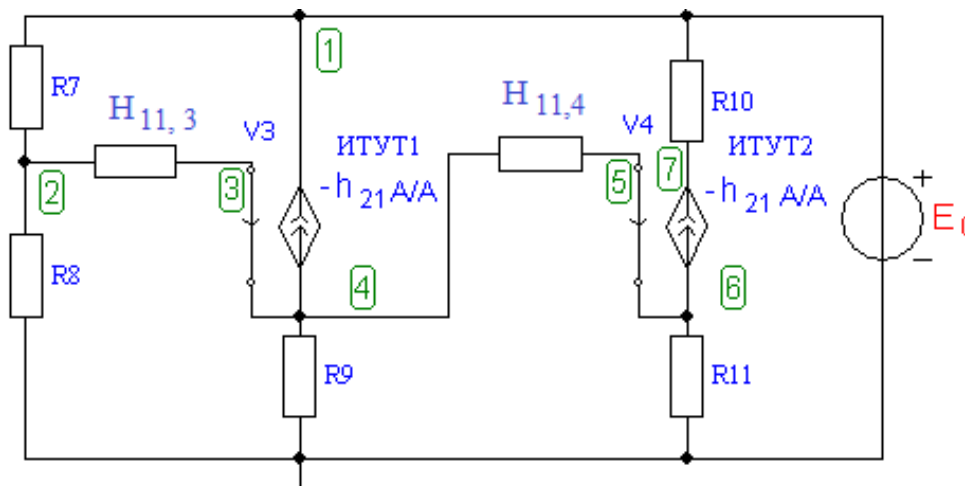 1
R7
H11,3
V3
ИТУТ1
-h21 A/A
H11,4
V4
R10
ИТУТ2
-h21 A/A
2
3
5
7
+
E
-
R8
4
6
R9
R11